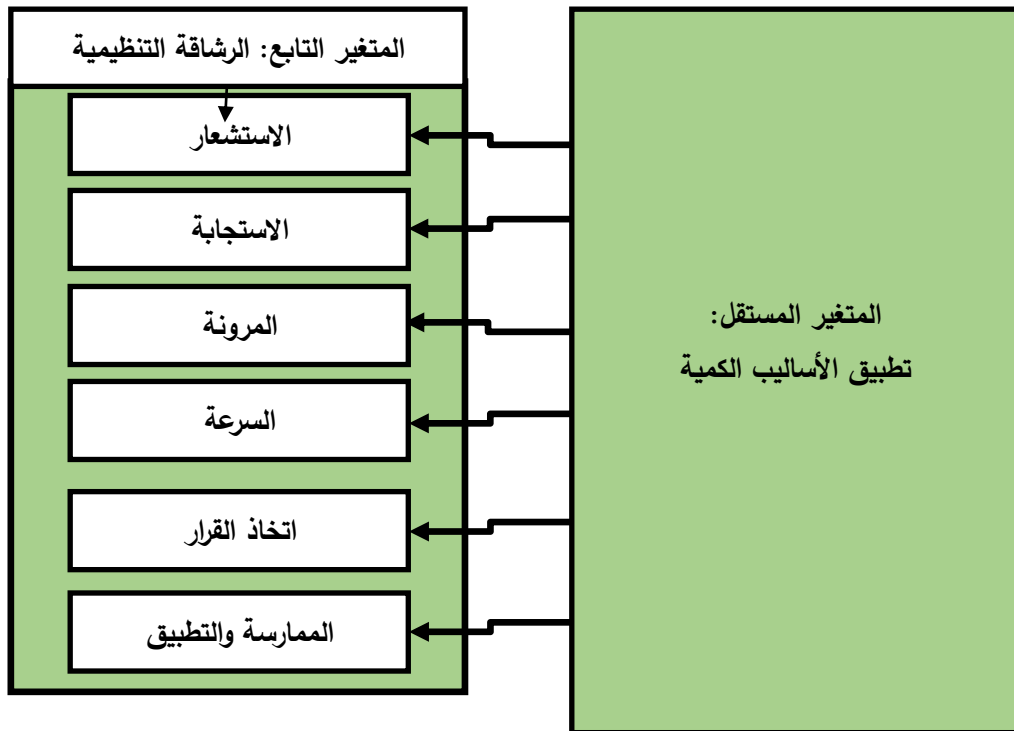 المتغير التابع: الرشاقة التنظيمية
الاستشعار
الاستجابة
المرونة
السرعة
اتخاذ القرار
الممارسة والتطبيق
المتغير المستقل:
تطبيق الأساليب الكمية